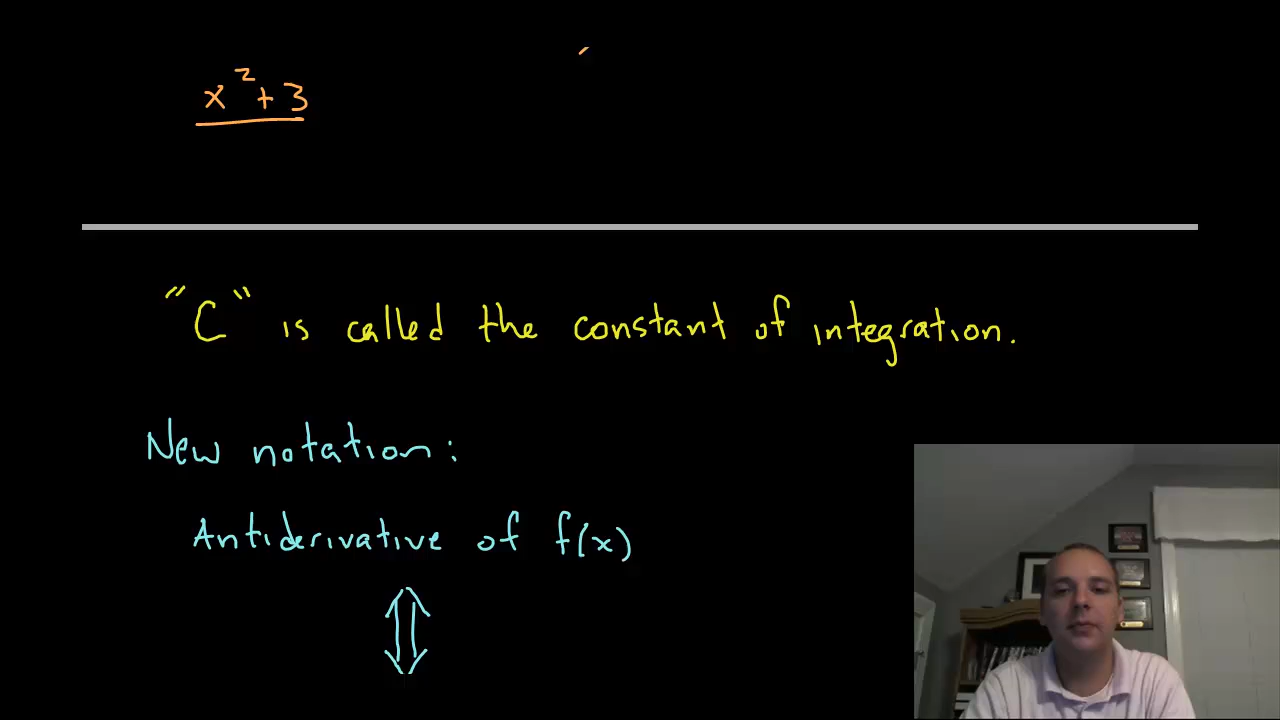 x²+3
"C" is called the constant of integration.
New notation:
Antiderivative of f(x)